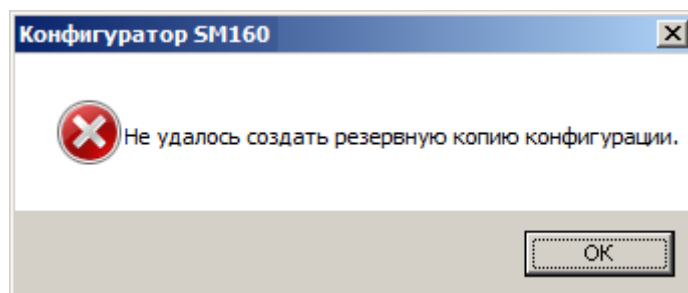 Конфигуратор SM160
Не удалось создать резервную копию конфигурации.
OK